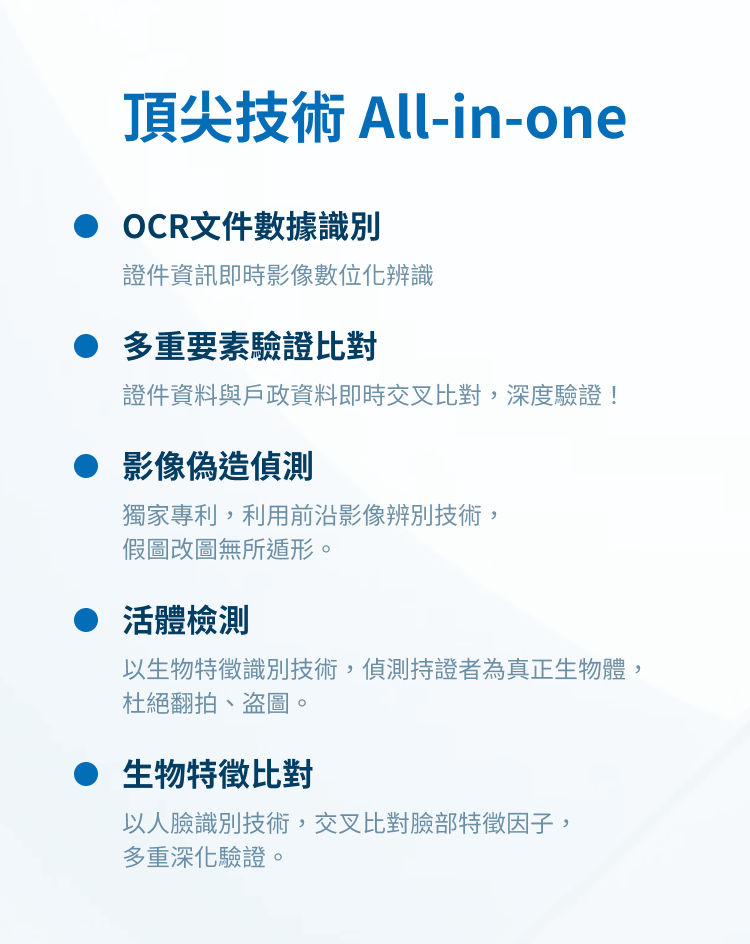 頂尖技術 All-in-one
OCR文件數據識別
證件資訊即時影像數位化辨識
多重要素驗證比對
證件資料與戶政資料即時交叉比對，深度驗證！
影像偽造偵測
獨家專利，利用前沿影像辨別技術，
假圖改圖無所遁形。
活體檢測
以生物特徵識別技術，偵測持證者為真正生物體，
杜絕翻拍、盜圖。
生物特徵比對
以人臉識別技術，交叉比對臉部特徵因子，
多重深化驗證。